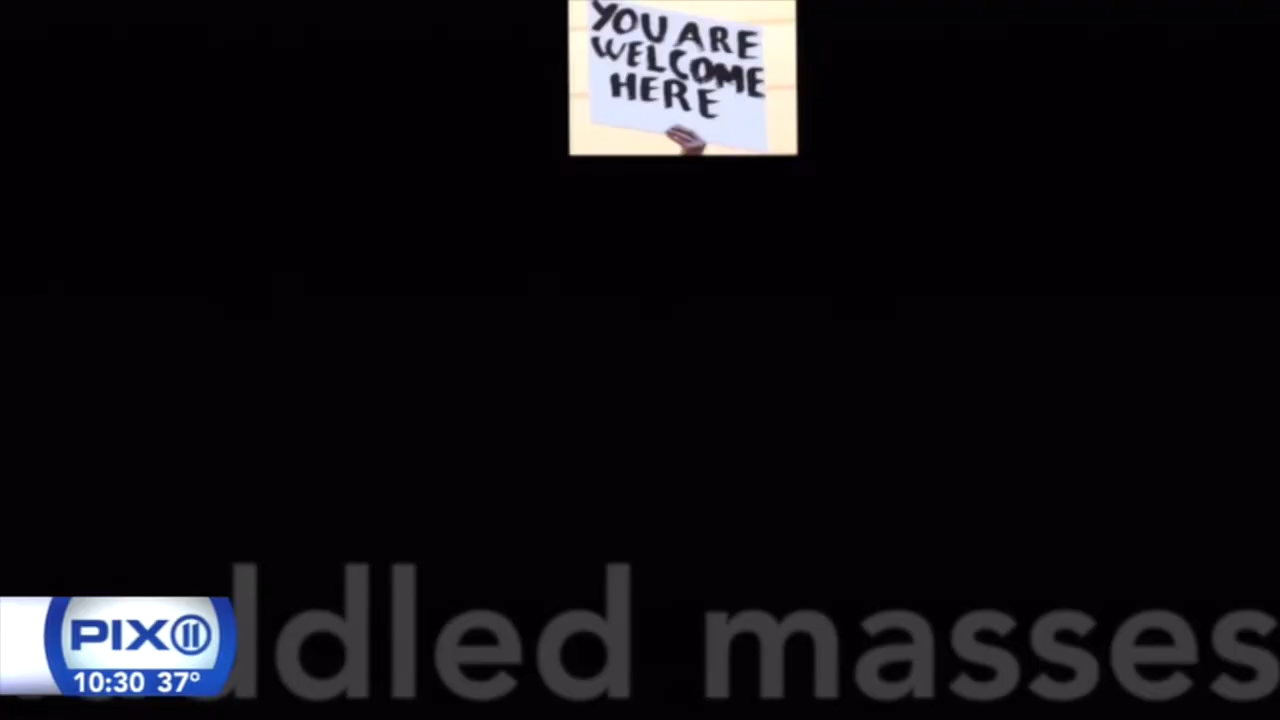 YOU ARE
WELCOME
HERE
ddled masses
PIX11
10:30 37°